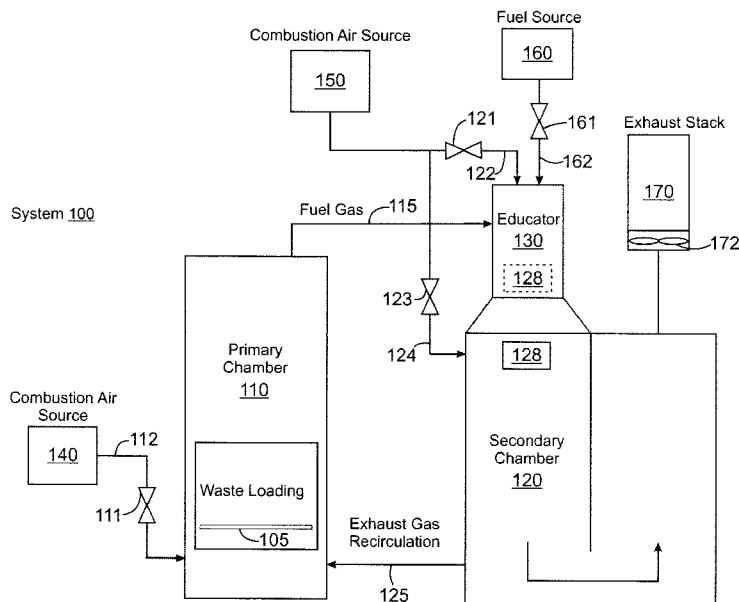 Fuel Source
160
Combustion Air Source
150
121
161
122
162
Exhaust Stack
170
172
System 100
Fuel Gas
115
Educator
130
128
123
124
128
Primary
Chamber
110
Combustion Air
Source
140
112
111
Waste Loading
105
Secondary
Chamber
120
Exhaust Gas
Recirculation
125